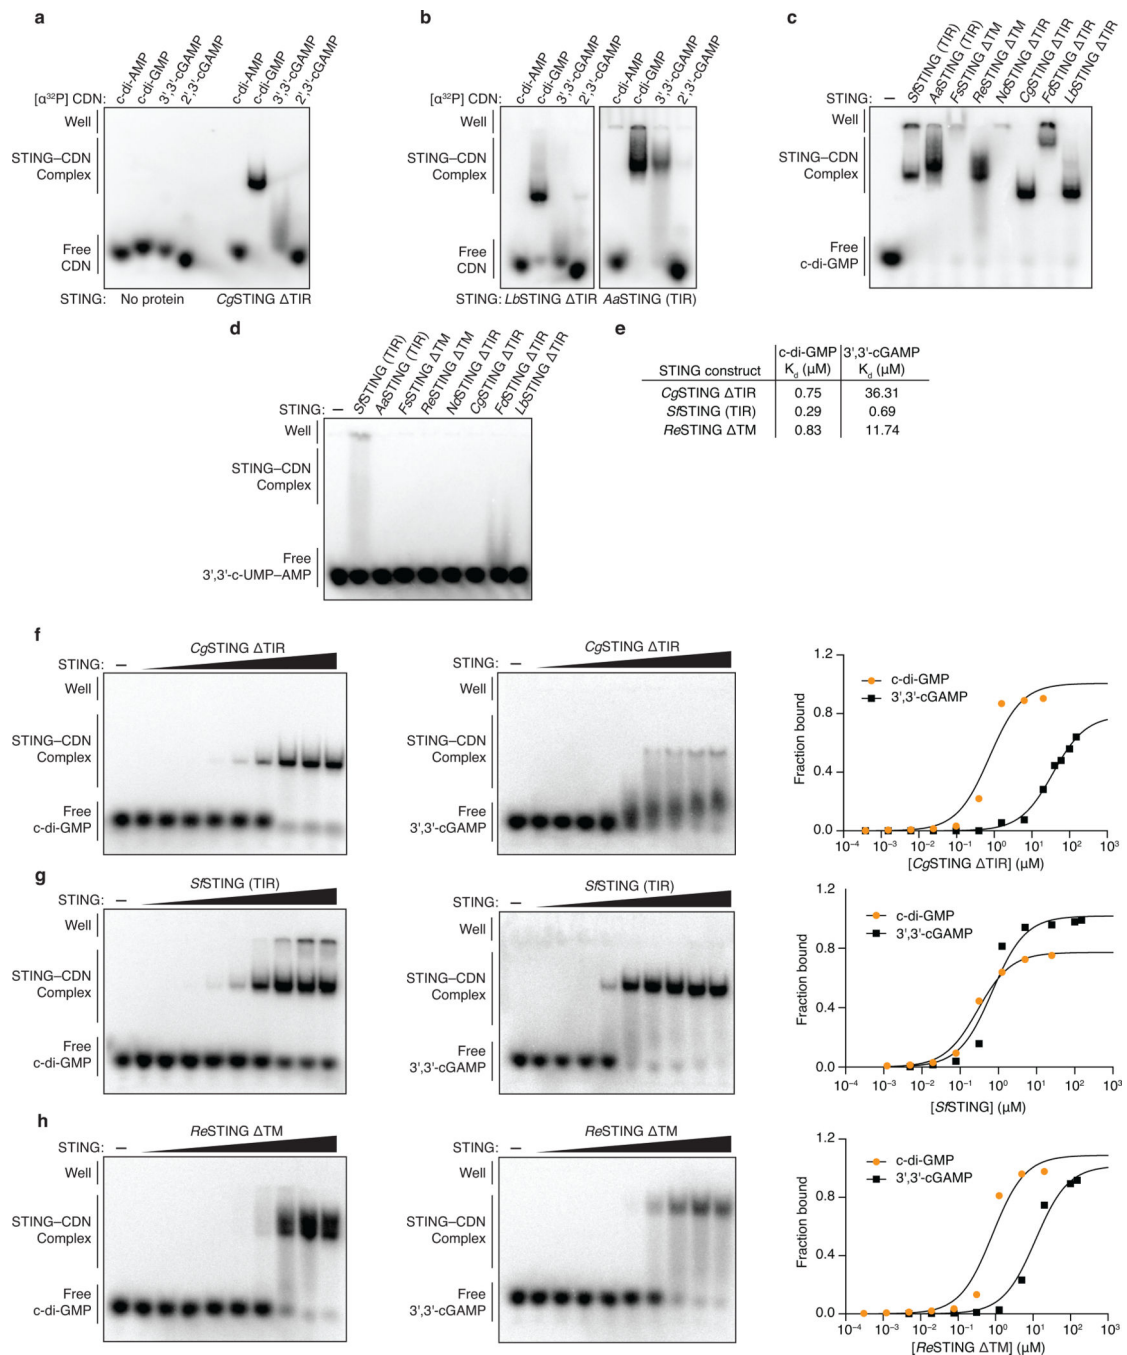 a
c-di-AMP
c-di-GMP
3',3'-cGAMP
2',3'-cGAMP
c-di-AMP
c-di-GMP
3',3'-cGAMP
2',3'-cGAMP
[α³²P] CDN:
Well
STING–CDN
Complex
Free
CDN
STING: No protein CgSTING ΔTIR
b
c-di-AMP
c-di-GMP
3',3'-cGAMP
2',3'-cGAMP
c-di-AMP
c-di-GMP
3',3'-cGAMP
2',3'-cGAMP
[α³²P] CDN:
Well
STING–CDN
Complex
Free
CDN
STING: LbSTING ΔTIR AaSTING (TIR)
c
SfSTING (TIR)
AaSTING (TIR)
FsSTING ΔTM
ReSTING ΔTM
NdSTING ΔTIR
CgSTING ΔTIR
FdSTING ΔTIR
LbSTING ΔTIR
STING: –
Well
STING–CDN
Complex
Free
c-di-GMP
d
SfSTING (TIR)
AaSTING (TIR)
FsSTING ΔTM
ReSTING ΔTM
NdSTING ΔTIR
CgSTING ΔTIR
FdSTING ΔTIR
LbSTING ΔTIR
STING: –
Well
STING–CDN
Complex
Free
3',3'-c-UMP–AMP
e
c-di-GMP 3',3'-cGAMP
STING construct Kd (µM) Kd (µM)
CgSTING ΔTIR 0.75 36.31
SfSTING (TIR) 0.29 0.69
ReSTING ΔTM 0.83 11.74
f
CgSTING ΔTIR
STING: –
Well
STING–CDN
Complex
Free
c-di-GMP
CgSTING ΔTIR
STING: –
Well
STING–CDN
Complex
Free
3',3'-cGAMP
1.2
0.8
0.4
0.0
Fraction bound
c-di-GMP
3',3'-cGAMP
10⁻⁴ 10⁻³ 10⁻² 10⁻¹ 10⁰ 10¹ 10² 10³
[CgSTING ΔTIR] (µM)
g
SfSTING (TIR)
STING: –
Well
STING–CDN
Complex
Free
c-di-GMP
SfSTING (TIR)
STING: –
Well
STING–CDN
Complex
Free
3',3'-cGAMP
1.2
0.8
0.4
0.0
Fraction bound
c-di-GMP
3',3'-cGAMP
10⁻⁴ 10⁻³ 10⁻² 10⁻¹ 10⁰ 10¹ 10² 10³
[SfSTING] (µM)
h
ReSTING ΔTM
STING: –
Well
STING–CDN
Complex
Free
c-di-GMP
ReSTING ΔTM
STING: –
Well
STING–CDN
Complex
Free
3',3'-cGAMP
1.2
0.8
0.4
0.0
Fraction bound
c-di-GMP
3',3'-cGAMP
10⁻⁴ 10⁻³ 10⁻² 10⁻¹ 10⁰ 10¹ 10² 10³
[ReSTING ΔTM] (µM)